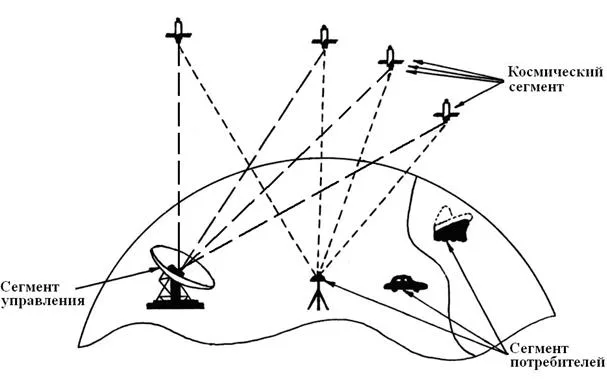 Космический
сегмент
Сегмент
управления
Сегмент
потребителей